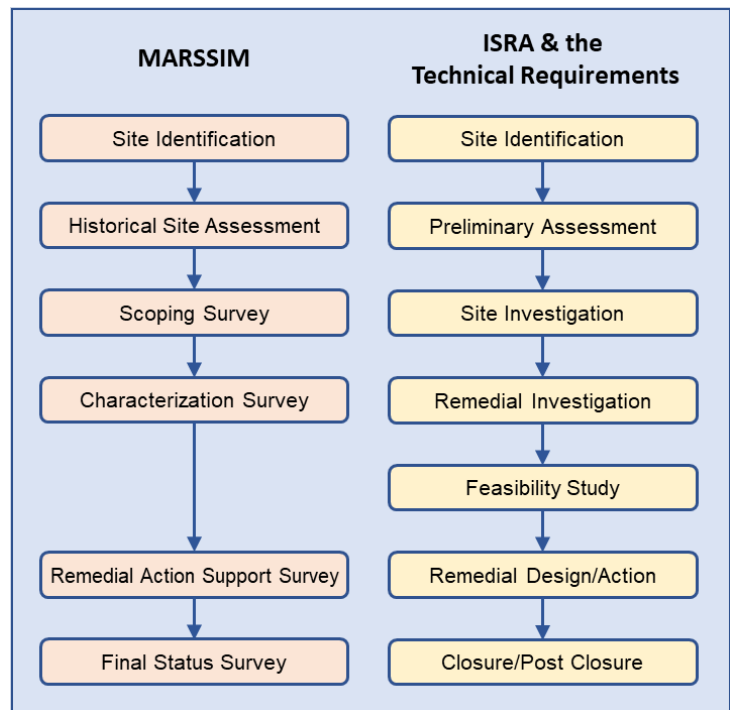 MARSSIM
Site Identification
Historical Site Assessment
Scoping Survey
Characterization Survey
Remedial Action Support Survey
Final Status Survey
ISRA & the
Technical Requirements
Site Identification
Preliminary Assessment
Site Investigation
Remedial Investigation
Feasibility Study
Remedial Design/Action
Closure/Post Closure